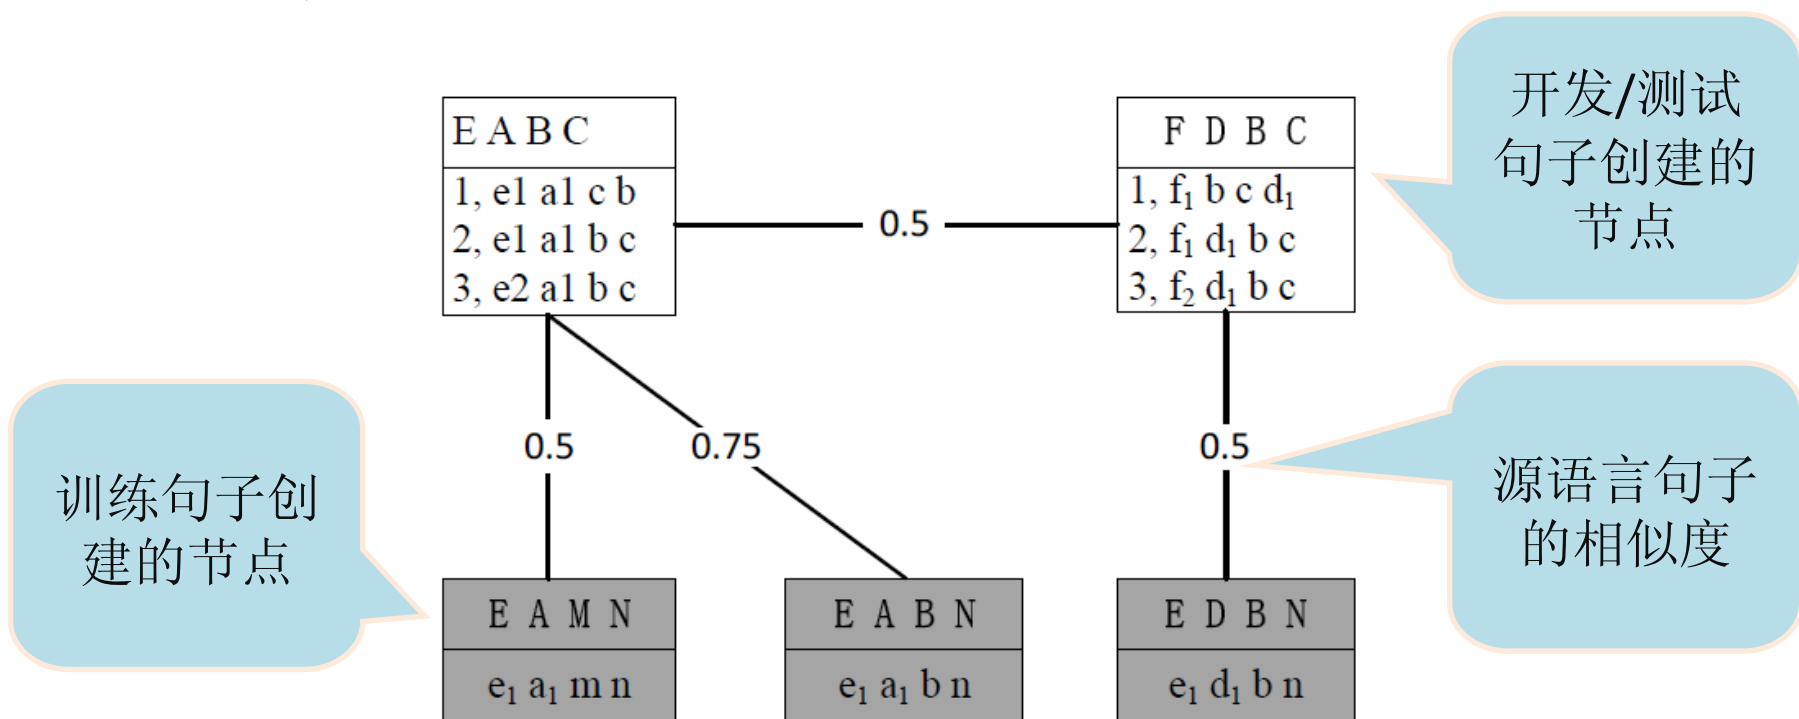 E A B C
1, e1 a1 c b
2, e1 a1 b c
3, e2 a1 b c
0.5
F D B C
1, f₁ b c d₁
2, f₁ d₁ b c
3, f₂ d₁ b c
开发/测试
句子创建的
节点
训练句子创
建的节点
0.5
0.75
0.5
源语言句子
的相似度
E A M N
e₁ a₁ m n
E A B N
e₁ a₁ b n
E D B N
e₁ d₁ b n